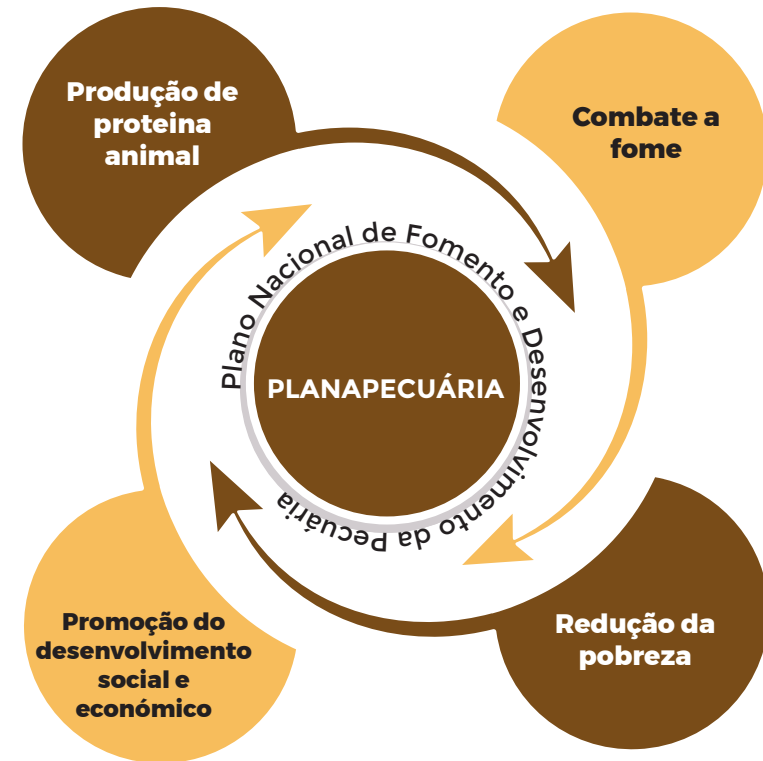 Produção de
proteina
animal
Combate a
fome
Plano Nacional de Fomento e Desenvolvimento da Pecuária
PLANAPECUÁRIA
Promoção do
desenvolvimento
social e
económico
Redução da
pobreza